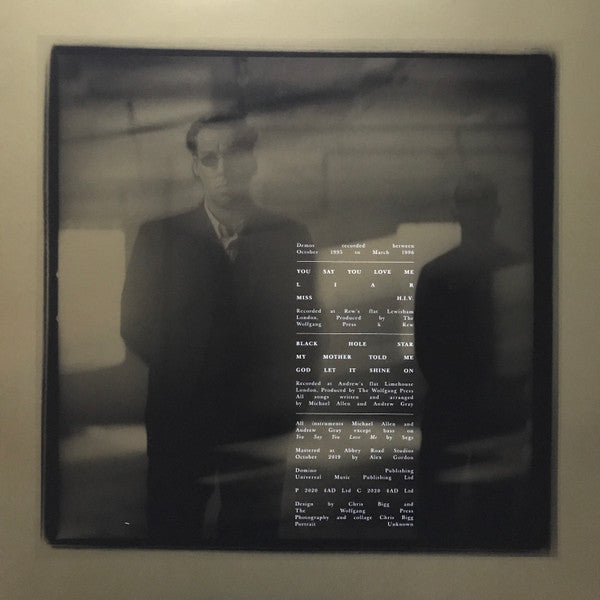 Demos recorded between
October 1995 to March 1996
YOU SAY YOU LOVE ME
LIAR
MISS H.I.V.
Recorded at Rew's flat Lewisham
London. Produced by The
Wolfgang Press & Rew
BLACK HOLE STAR
MY MOTHER TOLD ME
GOD LET IT SHINE ON
Recorded at Andrew's flat Limehouse
London. Produced by The Wolfgang Press
All songs written and arranged
by Michael Allen and Andrew Gray
All instruments Michael Allen and
Andrew Gray except bass on
You Say You Love Me by Segs
Mastered at Abbey Road Studios
October 2019 by Alex Gordon
Domino Publishing
Universal Music Publishing Ltd
P 2020 4AD Ltd C 2020 4AD Ltd
Design by Chris Bigg and
The Wolfgang Press
Photography and collage Chris Bigg
Portrait Unknown